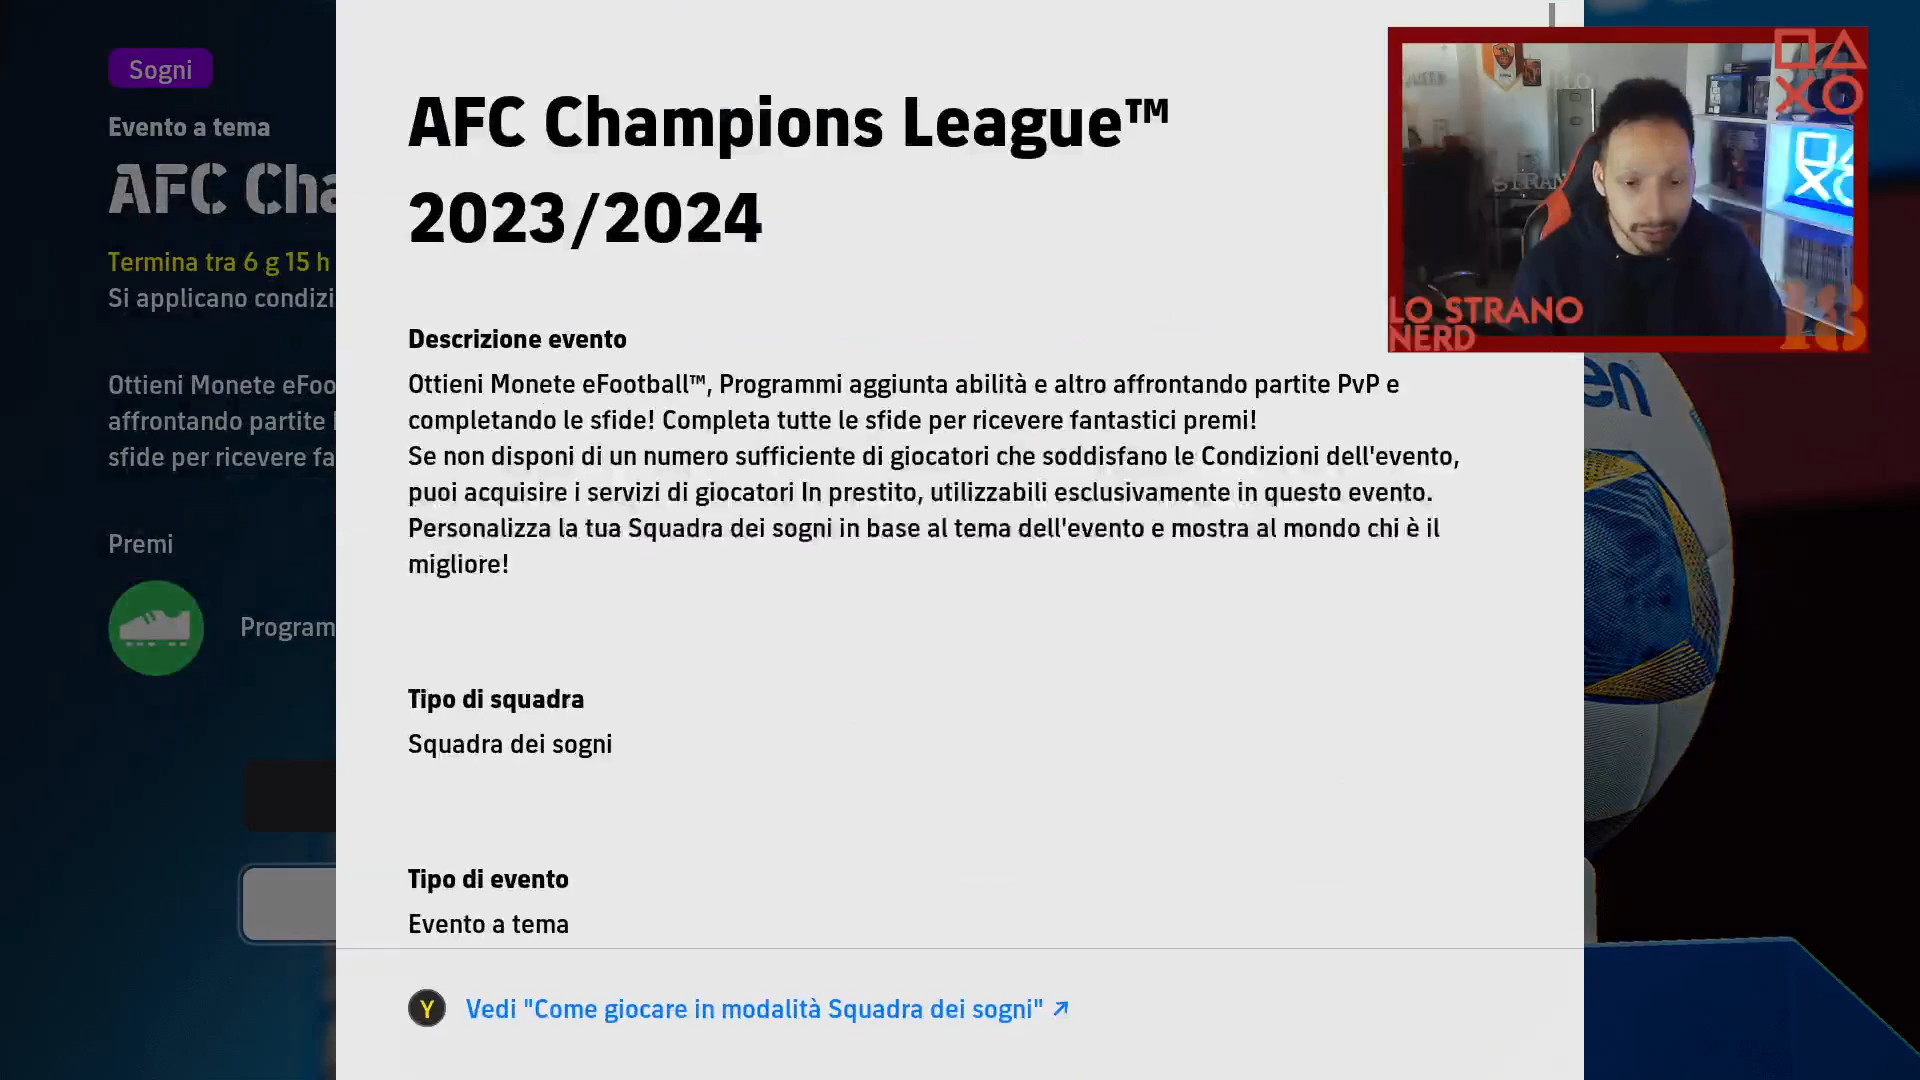 Sogni
Evento a tema
AFC Cha
Termina tra 6 g 15 h
Si applicano condizi
Ottieni Monete eFoo
affrontando partite
sfide per ricevere fa
Premi
Program
AFC Champions League™
2023/2024
Descrizione evento
Ottieni Monete eFootball™, Programmi aggiunta abilità e altro affrontando partite PvP e
completando le sfide! Completa tutte le sfide per ricevere fantastici premi!
Se non disponi di un numero sufficiente di giocatori che soddisfano le Condizioni dell'evento,
puoi acquisire i servizi di giocatori In prestito, utilizzabili esclusivamente in questo evento.
Personalizza la tua Squadra dei sogni in base al tema dell'evento e mostra al mondo chi è il
migliore!
Tipo di squadra
Squadra dei sogni
Tipo di evento
Evento a tema
Y Vedi "Come giocare in modalità Squadra dei sogni"
LO STRANO
NERD